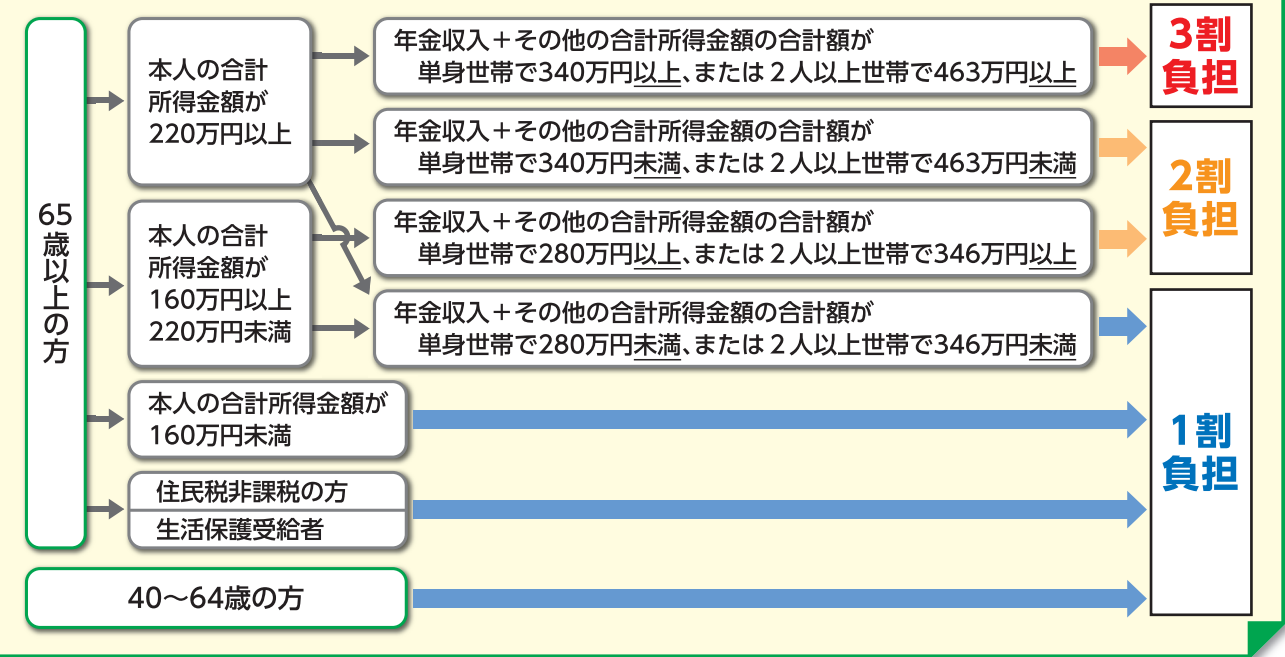 65歳以上の方
本人の合計
所得金額が
220万円以上
年金収入＋その他の合計所得金額の合計額が
単身世帯で340万円以上、または２人以上世帯で463万円以上
3割
負担
年金収入＋その他の合計所得金額の合計額が
単身世帯で340万円未満、または２人以上世帯で463万円未満
2割
負担
本人の合計
所得金額が
160万円以上
220万円未満
年金収入＋その他の合計所得金額の合計額が
単身世帯で280万円以上、または２人以上世帯で346万円以上
年金収入＋その他の合計所得金額の合計額が
単身世帯で280万円未満、または２人以上世帯で346万円未満
1割
負担
本人の合計所得金額が
160万円未満
住民税非課税の方
生活保護受給者
40～64歳の方